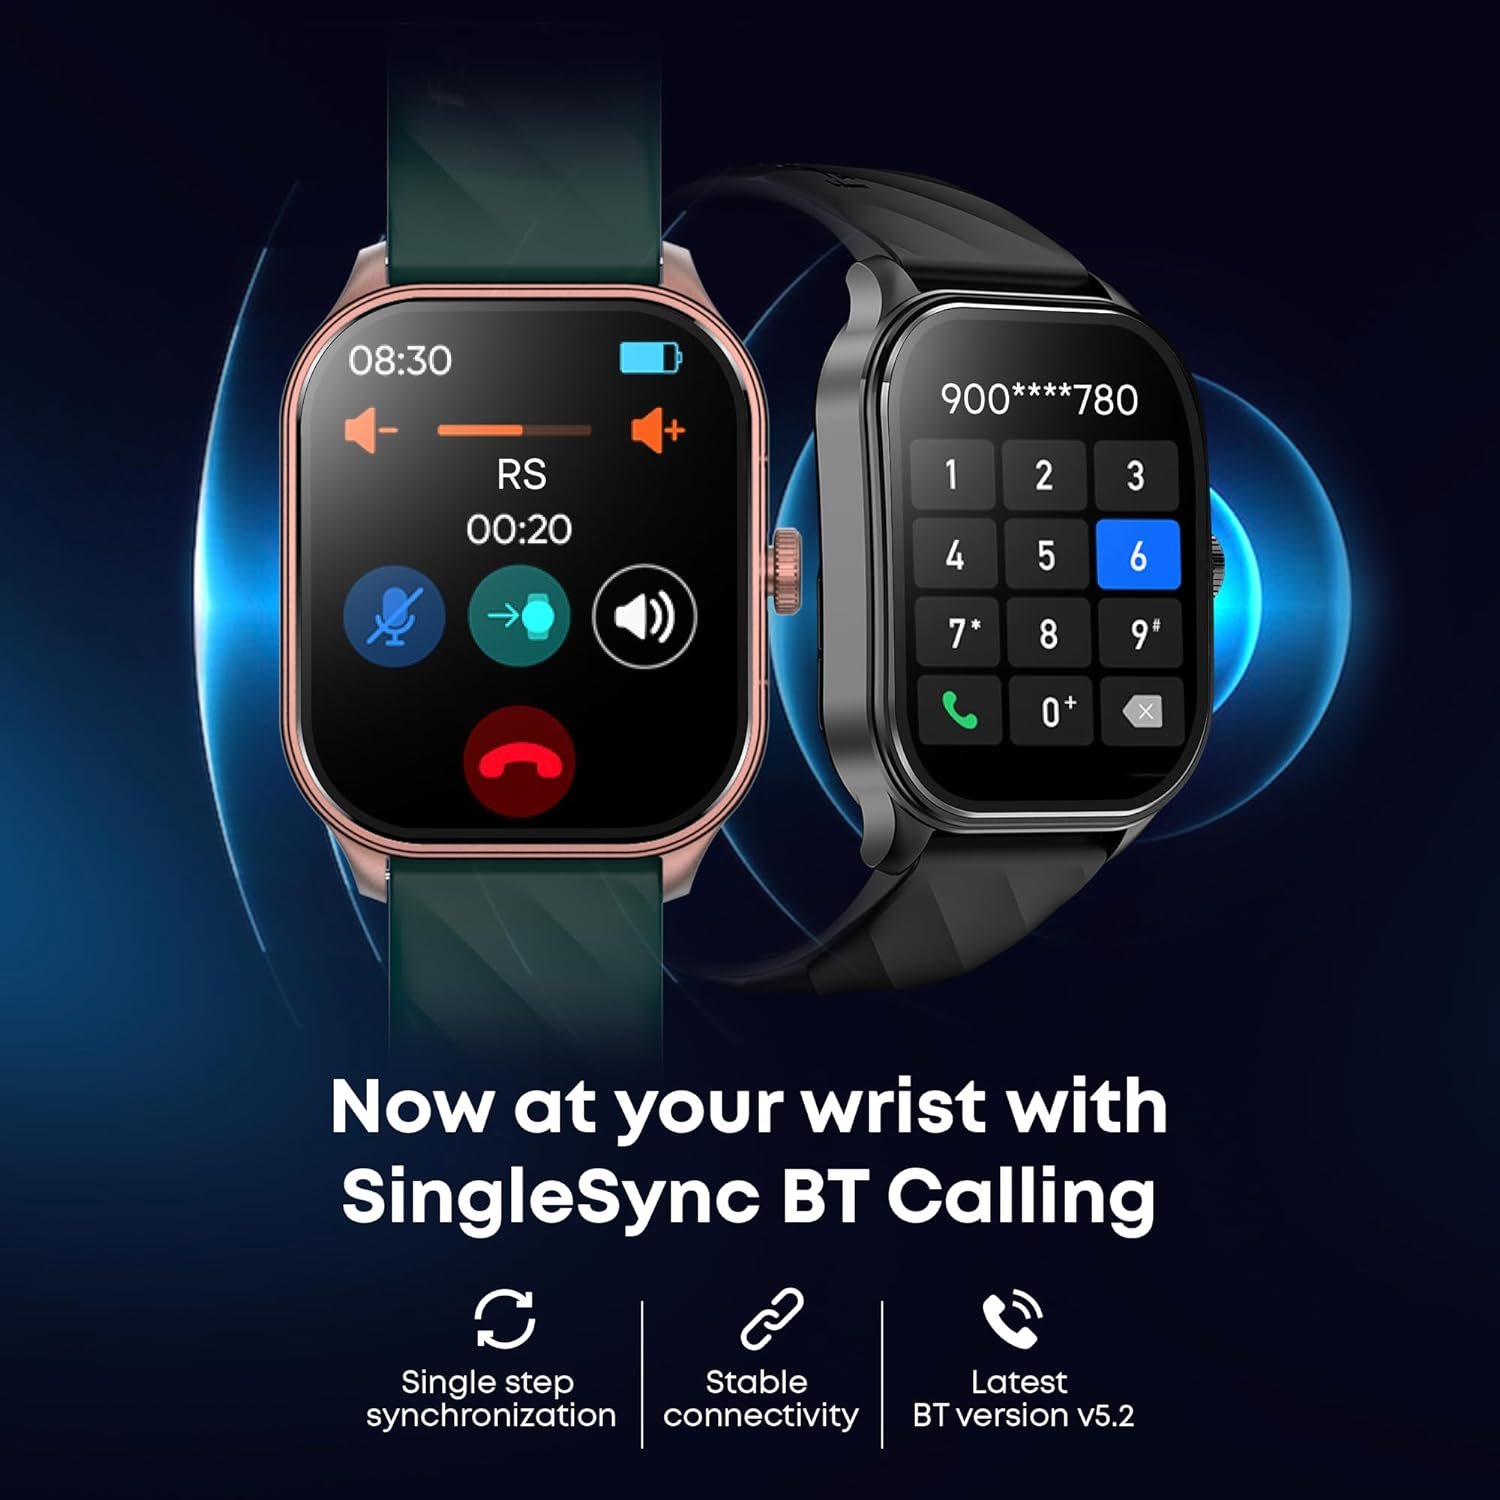 08:30
RS
00:20
900****780
1 2 3
4 5 6
7* 8 9#
0+
Now at your wrist with
SingleSync BT Calling
Single step
synchronization
Stable
connectivity
Latest
BT version v5.2